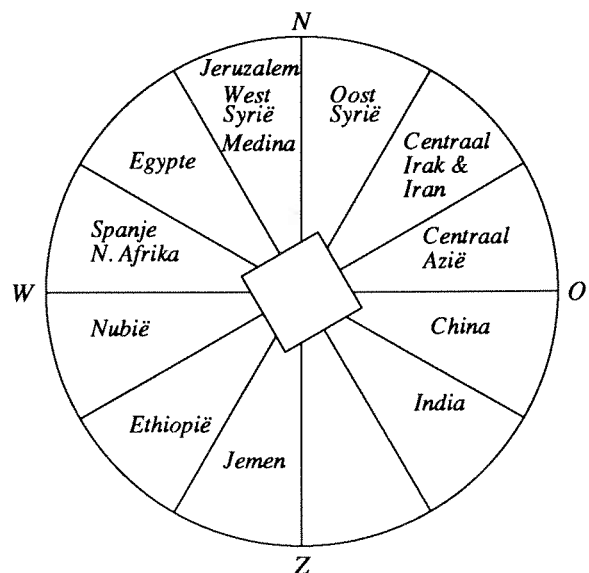 N
Jeruzalem
West
Syrië
Medina
Oost
Syrië
Centraal
Irak &
Iran
Egypte
Spanje
N. Afrika
Centraal
Azië
W
O
Nubië
China
Ethiopië
India
Jemen
Z